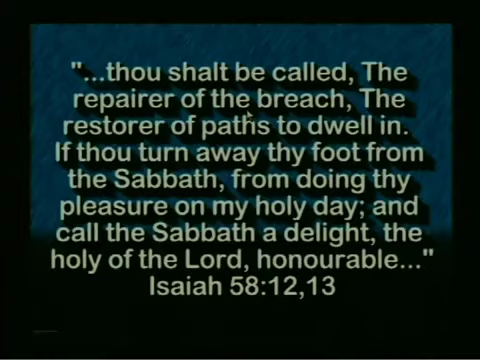 "...thou shalt be called, The
repairer of the breach, The
restorer of paths to dwell in.
If thou turn away thy foot from
the Sabbath, from doing thy
pleasure on my holy day; and
call the Sabbath a delight, the
holy of the Lord, honourable..."
Isaiah 58:12,13